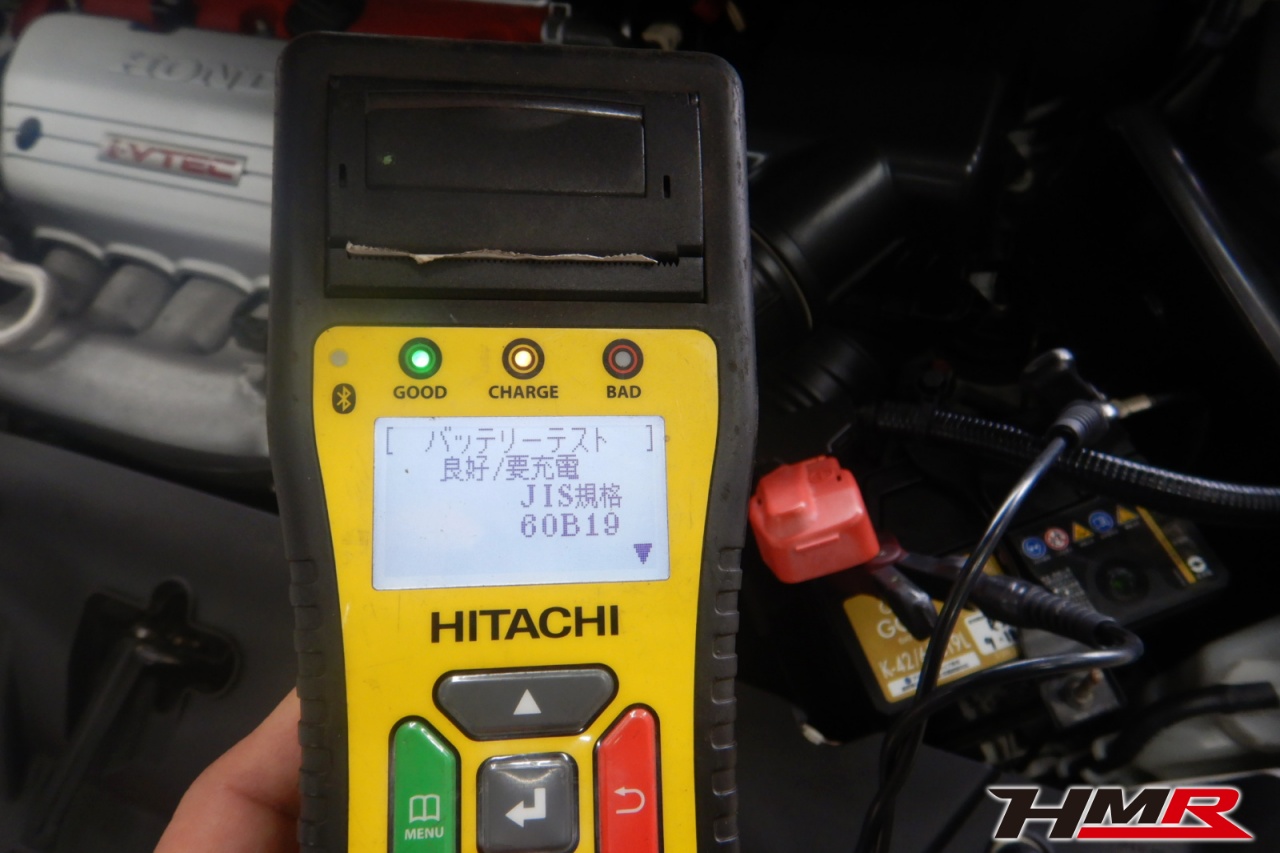 HONDA
i-VTEC
GOOD
CHARGE
BAD
[ バッテリーテスト ]
良好/要充電
JIS規格
60B19
▼
HITACHI
MENU
HMR